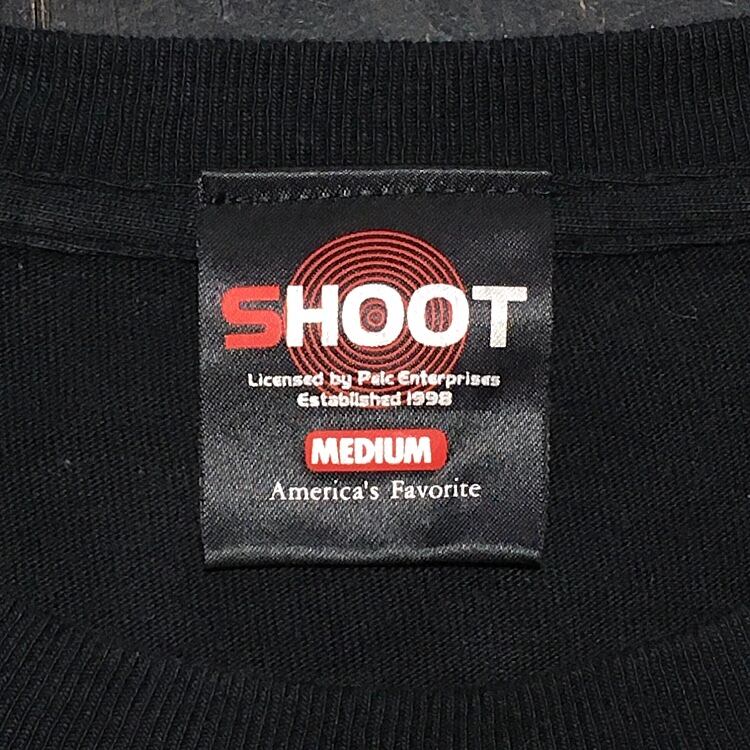 SHOOT
Licensed by Pelc Enterprises
Established 1998
MEDIUM
America's Favorite